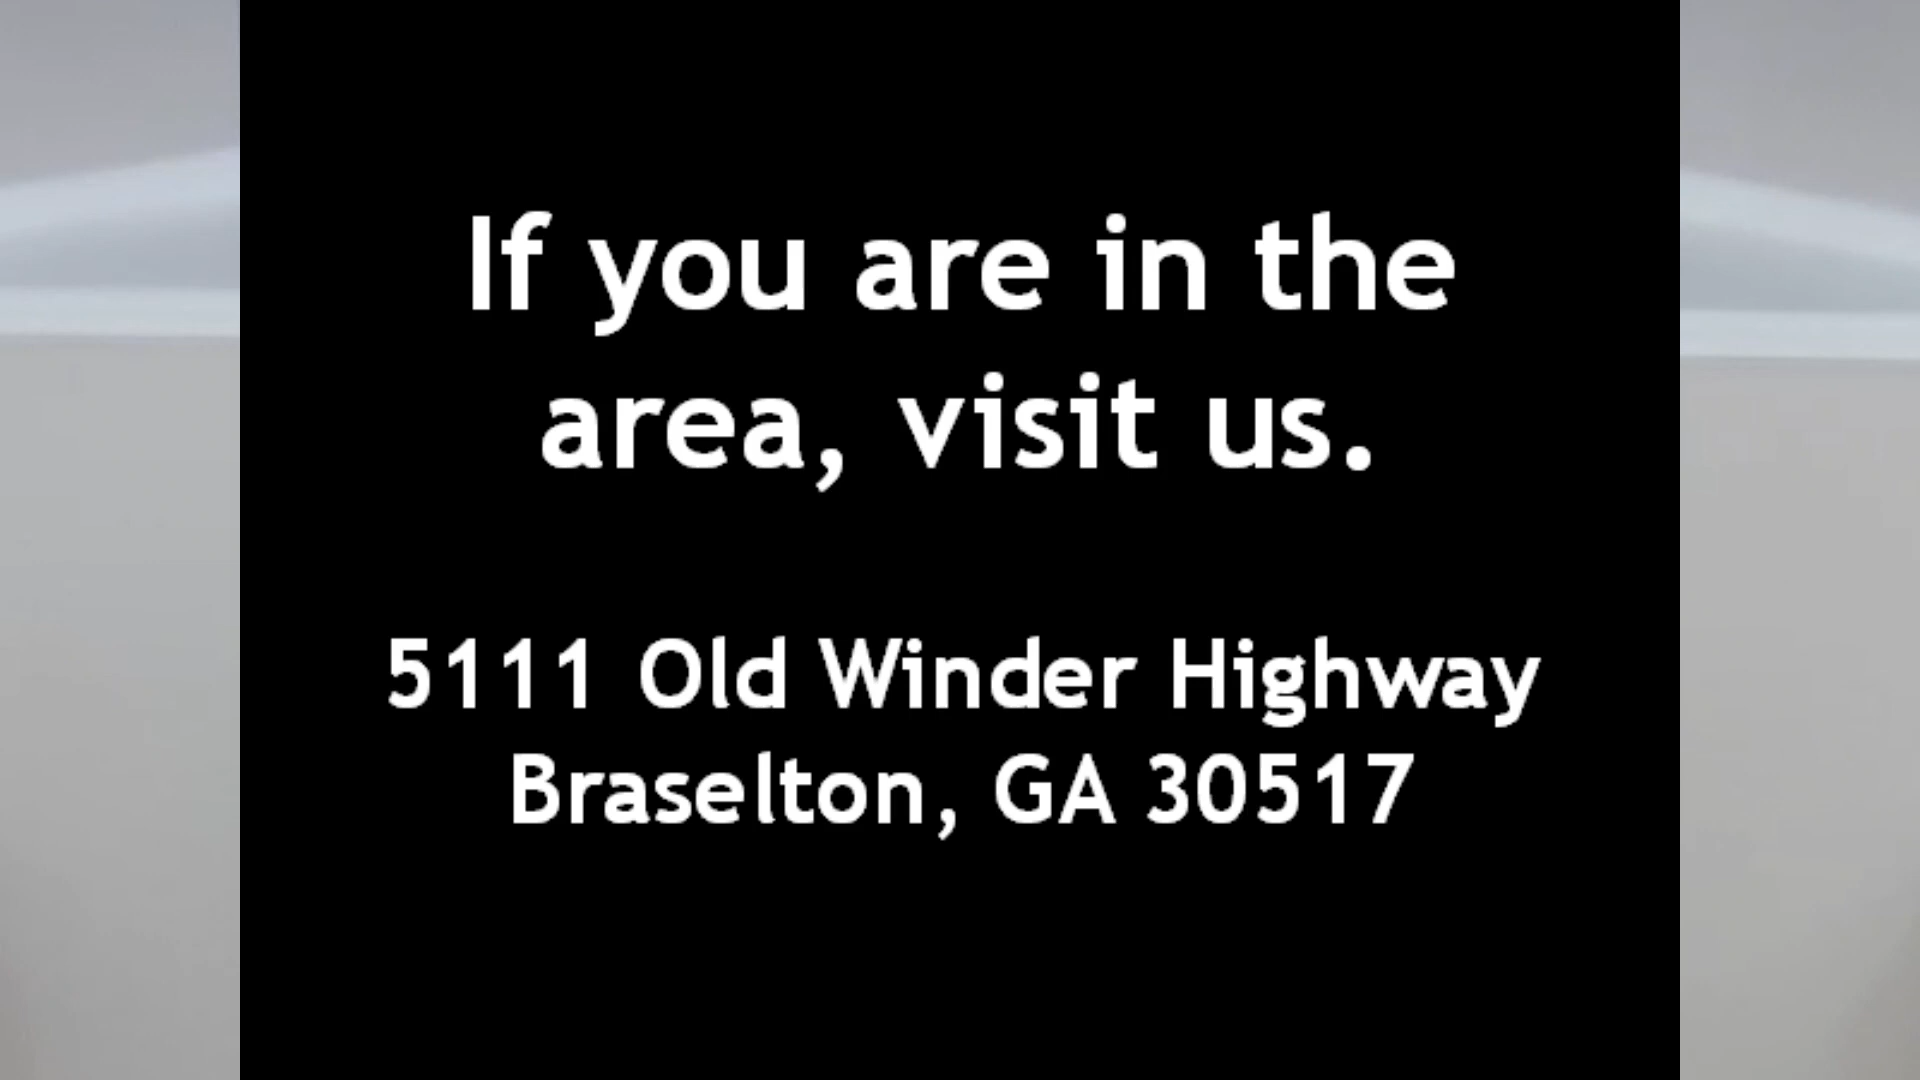 If you are in the
area, visit us.
5111 Old Winder Highway
Braselton, GA 30517